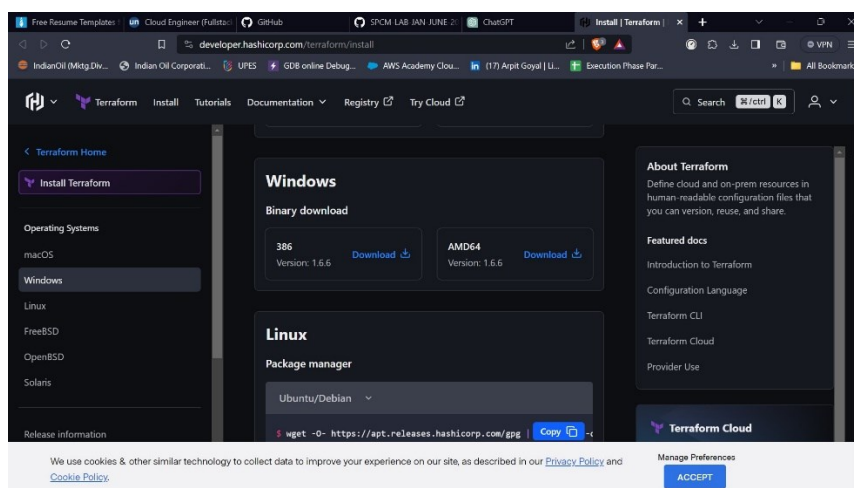 Free Resume Templates
un Cloud Engineer (Fullstacl
GitHub
SPCM LAB JAN JUNE 20
ChatGPT
Install | Terraform |
developer.hashicorp.com/terraform/install
VPN
IndianOil (Mktg.Div...
Indian Oil Corporati...
UPES
GDB online Debug...
AWS Academy Clou...
in (17) Arpit Goyal | Li...
Execution Phase Par...
»
All Bookmark
Terraform
Install
Tutorials
Documentation
Registry
Try Cloud
Search
⌘/ctrl K
< Terraform Home
Install Terraform
Operating Systems
macOS
Windows
Linux
FreeBSD
OpenBSD
Solaris
Release information
Windows
Binary download
386
Version: 1.6.6
Download
AMD64
Version: 1.6.6
Download
Linux
Package manager
Ubuntu/Debian
$ wget -O- https://apt.releases.hashicorp.com/gpg |
Copy
About Terraform
Define cloud and on-prem resources in
human-readable configuration files that
you can version, reuse, and share.
Featured docs
Introduction to Terraform
Configuration Language
Terraform CLI
Terraform Cloud
Provider Use
Terraform Cloud
We use cookies & other similar technology to collect data to improve your experience on our site, as described in our Privacy Policy and
Cookie Policy.
Manage Preferences
ACCEPT